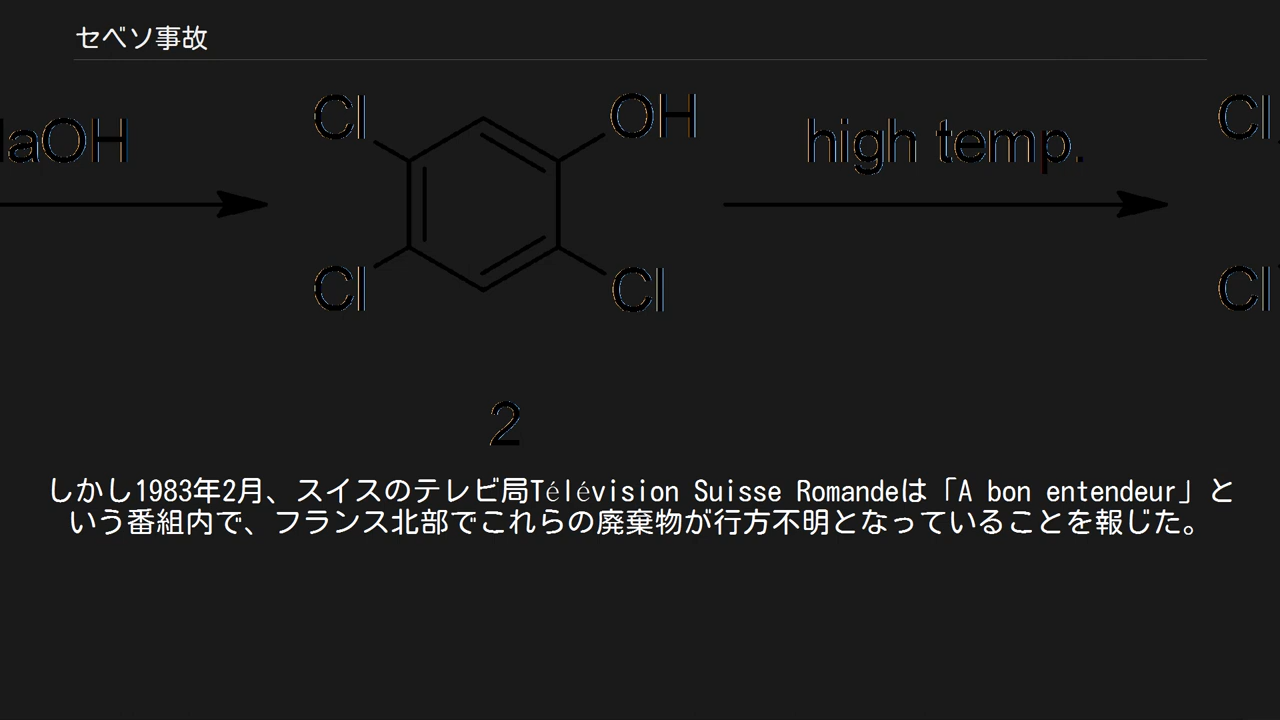 セベソ事故
Cl
OH
Cl
aOH
high temp.
Cl
Cl
Cl
2
しかし1983年2月、スイスのテレビ局Télévision Suisse Romandeは「A bon entendeur」と
いう番組内で、フランス北部でこれらの廃棄物が行方不明となっていることを報じた。